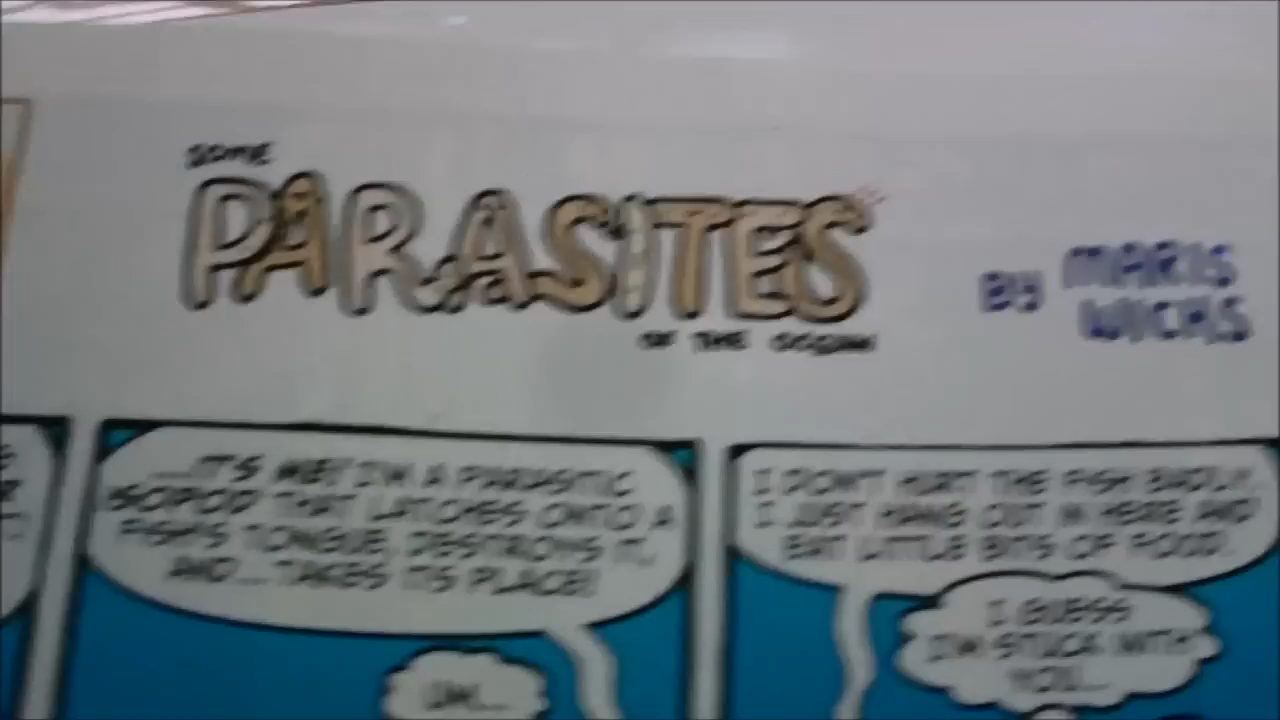 SOME
PARASITES
OF THE OCEAN
BY MARIS
WICKS
...IT'S ME! I'M A PARASITIC
ISOPOD THAT LATCHES ONTO A
FISH'S TONGUE, DESTROYS IT,
AND... TAKES ITS PLACE!
UM...
I DON'T HURT THE FISH BADLY.
I JUST HANG OUT IN HERE AND
EAT LITTLE BITS OF FOOD.
I GUESS
I'M STUCK WITH
YOU...